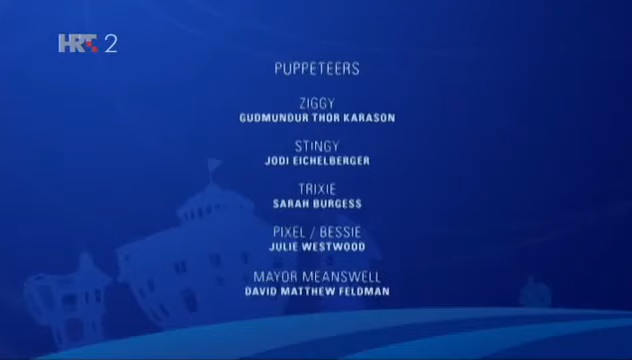 HRT 2
PUPPETEERS
ZIGGY
GUDMUNDUR THOR KARASON
STINGY
JODI EICHELBERGER
TRIXIE
SARAH BURGESS
PIXEL / BESSIE
JULIE WESTWOOD
MAYOR MEANSWELL
DAVID MATTHEW FELDMAN